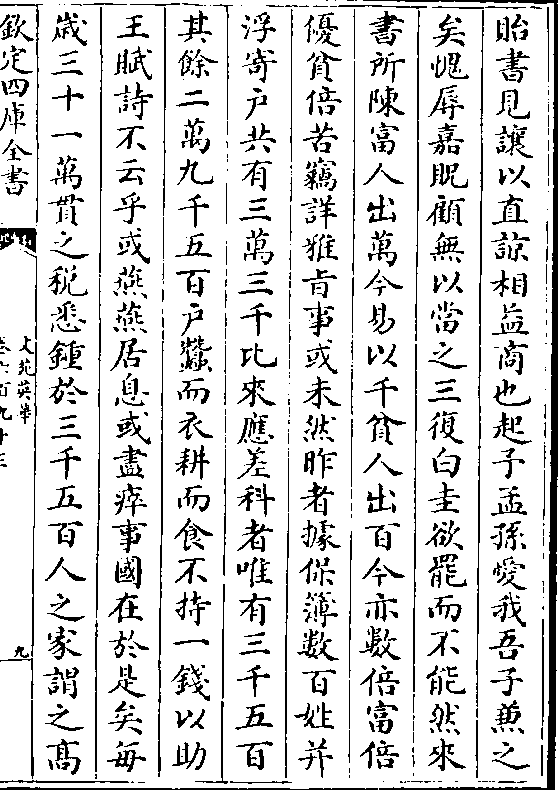 貽書見讓以直諒相益商也起予孟孫愛我吾子兼之
矣愧辱嘉貺顧無以當之三復白圭欲罷而不能然來
書所陳富人出萬今易以千貧人出百今亦數倍富倍
優貧倍苦竊詳雅㫖事或未然昨者據保簿數百姓并
浮寄户共有三萬三千比來應差科者唯有三千五百
其餘二萬九千五百户蠶而衣耕而食不持一錢以助
王賦詩不云乎或燕燕居息或盡瘁事國在於是矣每
歲三十一萬貫之稅悉鍾於三千五百人之家謂之髙
欽定四庫全書
文苑英華
卷六百九十三
九